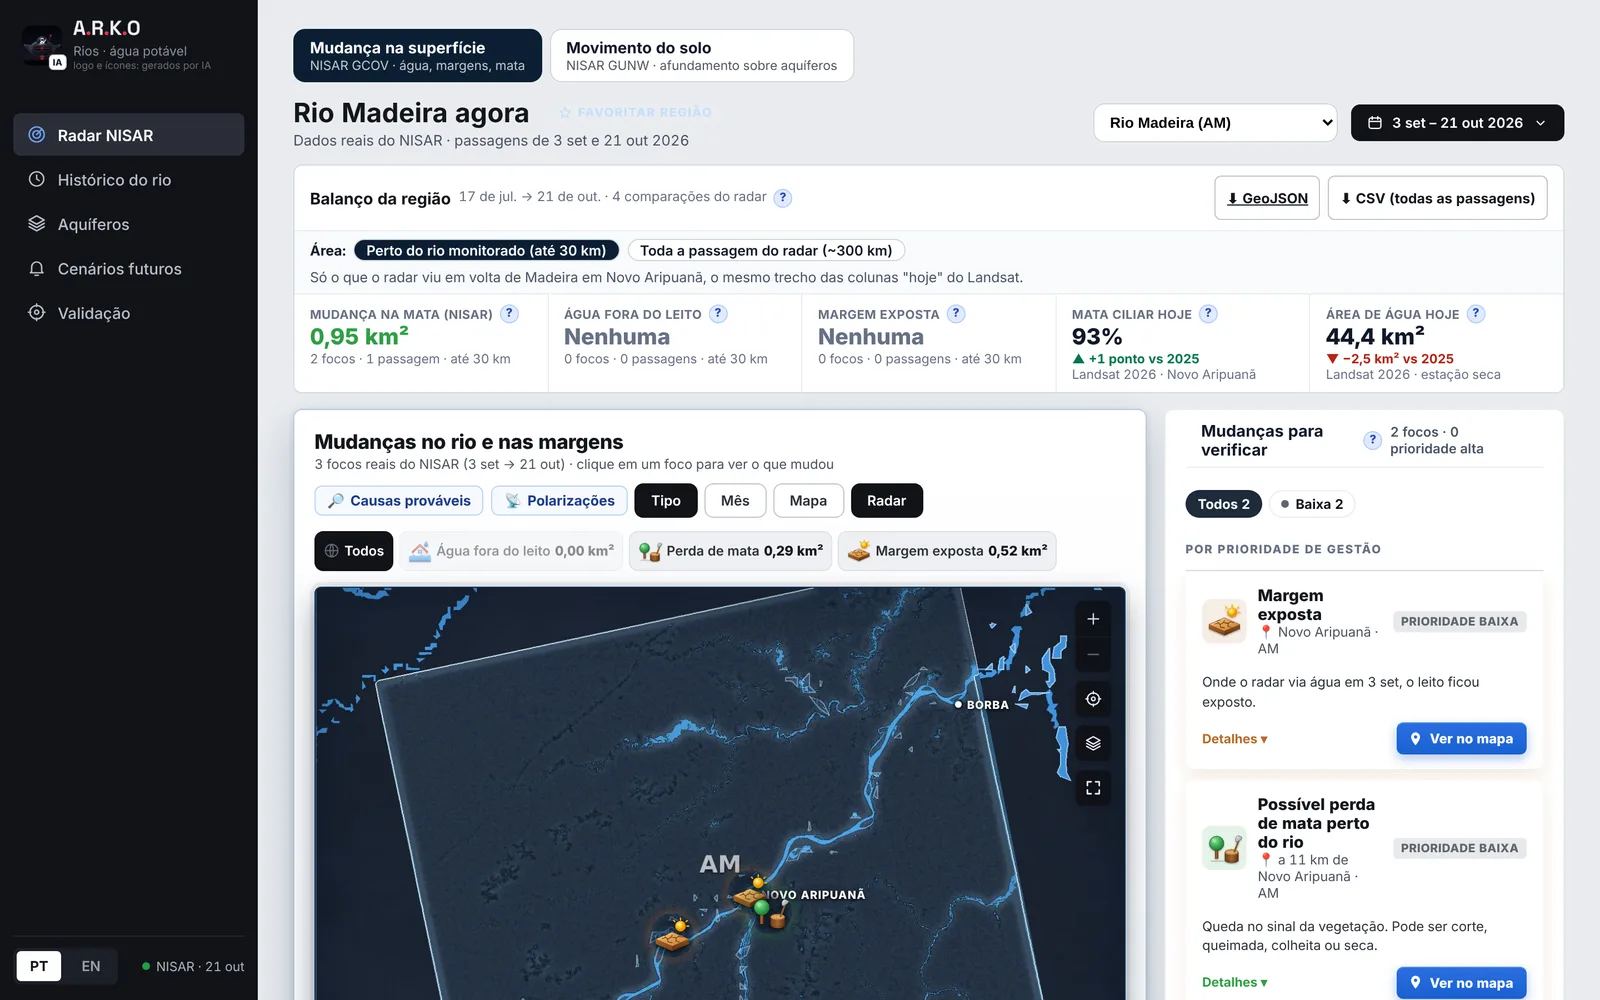 A.R.K.O
Rios · água potável
logo e ícones: gerados por IA
IA
Radar NISAR
Histórico do rio
Aquíferos
Cenários futuros
Validação
PT
EN
NISAR · 21 out
Mudança na superfície
NISAR GCOV · água, margens, mata
Movimento do solo
NISAR GUNW · afundamento sobre aquíferos
Rio Madeira agora
FAVORITAR REGIÃO
Dados reais do NISAR · passagens de 3 set e 21 out 2026
Rio Madeira (AM)
3 set – 21 out 2026
Balanço da região 17 de jul. → 21 de out. · 4 comparações do radar ?
GeoJSON
CSV (todas as passagens)
Área: Perto do rio monitorado (até 30 km) Toda a passagem do radar (~300 km)
Só o que o radar viu em volta de Madeira em Novo Aripuanã, o mesmo trecho das colunas "hoje" do Landsat.
MUDANÇA NA MATA (NISAR) ?
0,95 km²
2 focos · 1 passagem · até 30 km
ÁGUA FORA DO LEITO ?
Nenhuma
0 focos · 0 passagens · até 30 km
MARGEM EXPOSTA ?
Nenhuma
0 focos · 0 passagens · até 30 km
MATA CILIAR HOJE ?
93%
▲ +1 ponto vs 2025
Landsat 2026 · Novo Aripuanã
ÁREA DE ÁGUA HOJE ?
44,4 km²
▼ −2,5 km² vs 2025
Landsat 2026 · estação seca
Mudanças no rio e nas margens
3 focos reais do NISAR (3 set → 21 out) · clique em um foco para ver o que mudou
Causas prováveis
Polarizações
Tipo
Mês
Mapa
Radar
Todos
Água fora do leito 0,00 km²
Perda de mata 0,29 km²
Margem exposta 0,52 km²
BORBA
AM
NOVO ARIPUANÃ
Mudanças para
verificar
?
2 focos · 0
prioridade alta
Todos 2
Baixa 2
POR PRIORIDADE DE GESTÃO
Margem
exposta
📍 Novo Aripuanã ·
AM
PRIORIDADE BAIXA
Onde o radar via água em 3 set, o leito ficou
exposto.
Detalhes ▾
Ver no mapa
Possível perda
de mata perto
do rio
📍 a 11 km de
Novo Aripuanã ·
AM
PRIORIDADE BAIXA
Queda no sinal da vegetação. Pode ser corte,
queimada, colheita ou seca.
Detalhes ▾
Ver no mapa